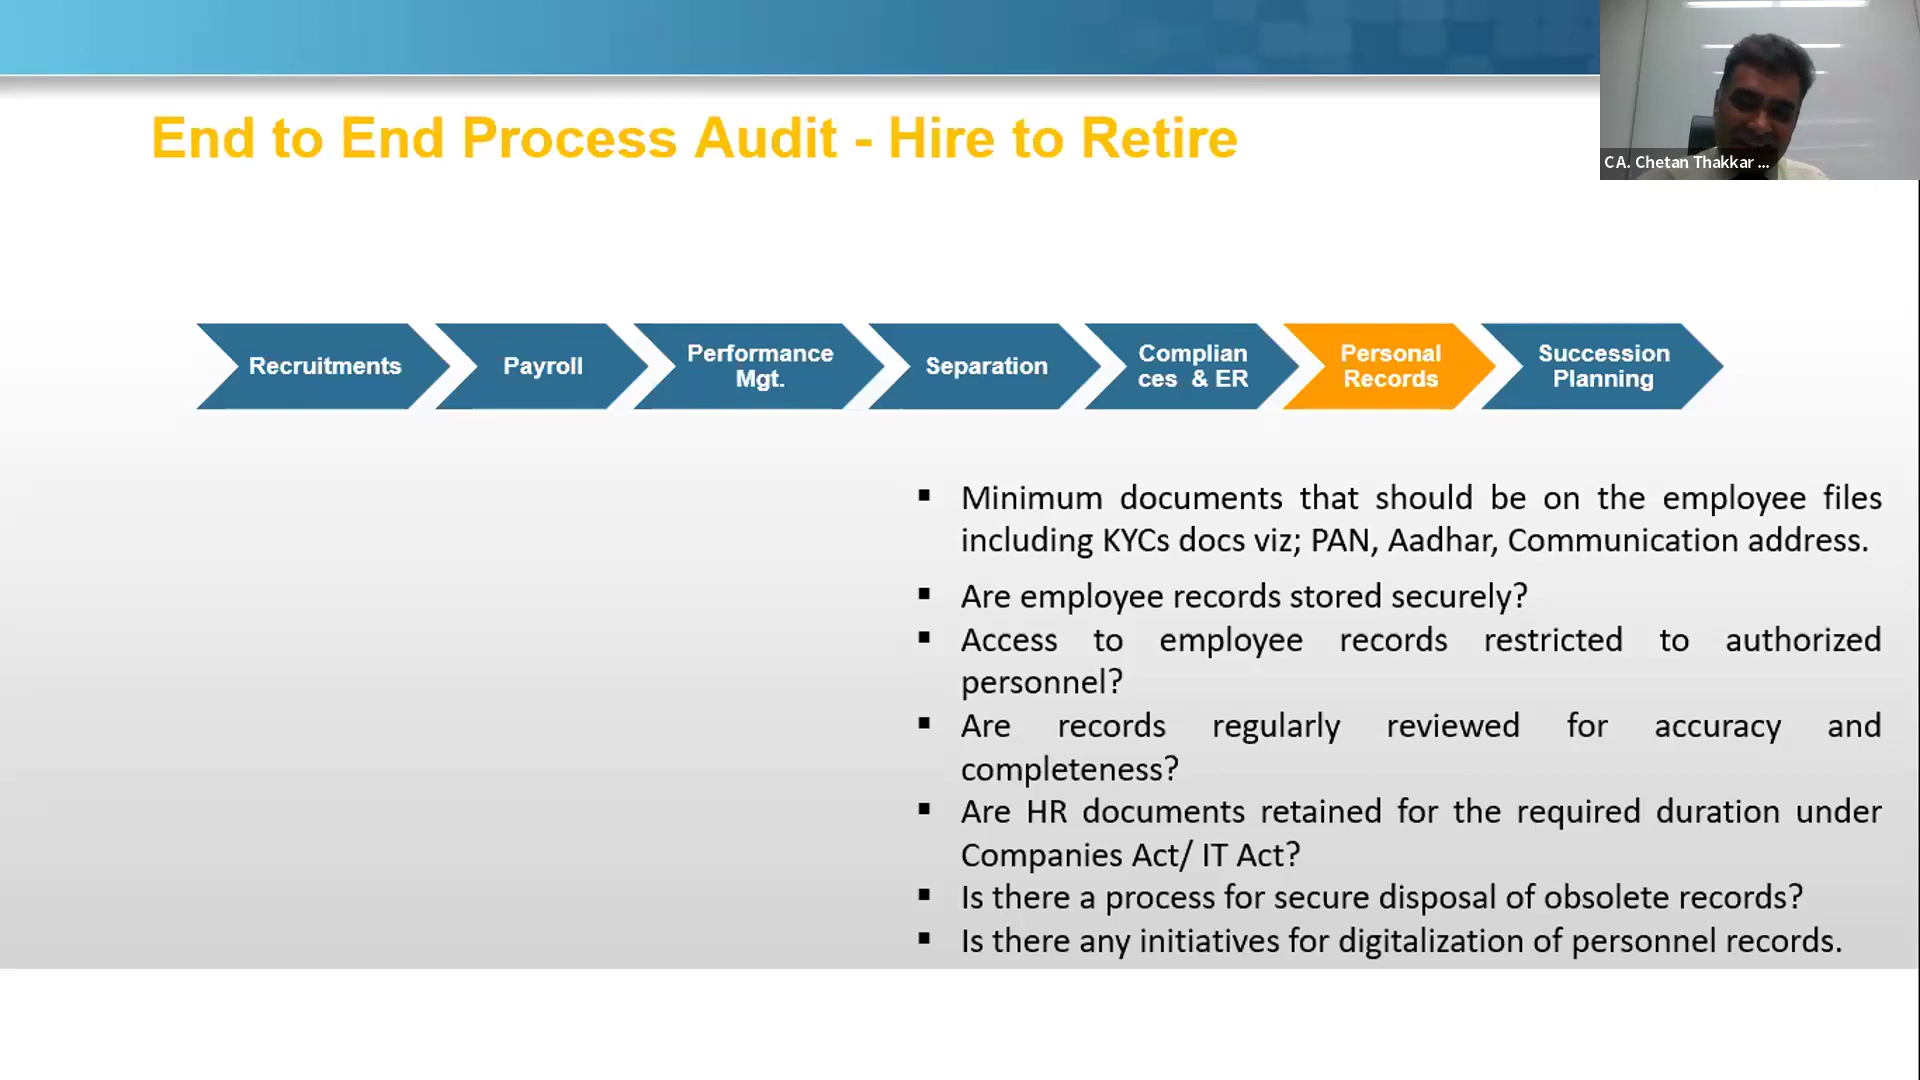 End to End Process Audit - Hire to Retire
CA. Chetan Thakkar ...
Recruitments
Payroll
Performance
Mgt.
Separation
Complian
ces & ER
Personal
Records
Succession
Planning
▪ Minimum documents that should be on the employee files
including KYCs docs viz; PAN, Aadhar, Communication address.
▪ Are employee records stored securely?
▪ Access to employee records restricted to authorized
personnel?
▪ Are records regularly reviewed for accuracy and
completeness?
▪ Are HR documents retained for the required duration under
Companies Act/ IT Act?
▪ Is there a process for secure disposal of obsolete records?
▪ Is there any initiatives for digitalization of personnel records.